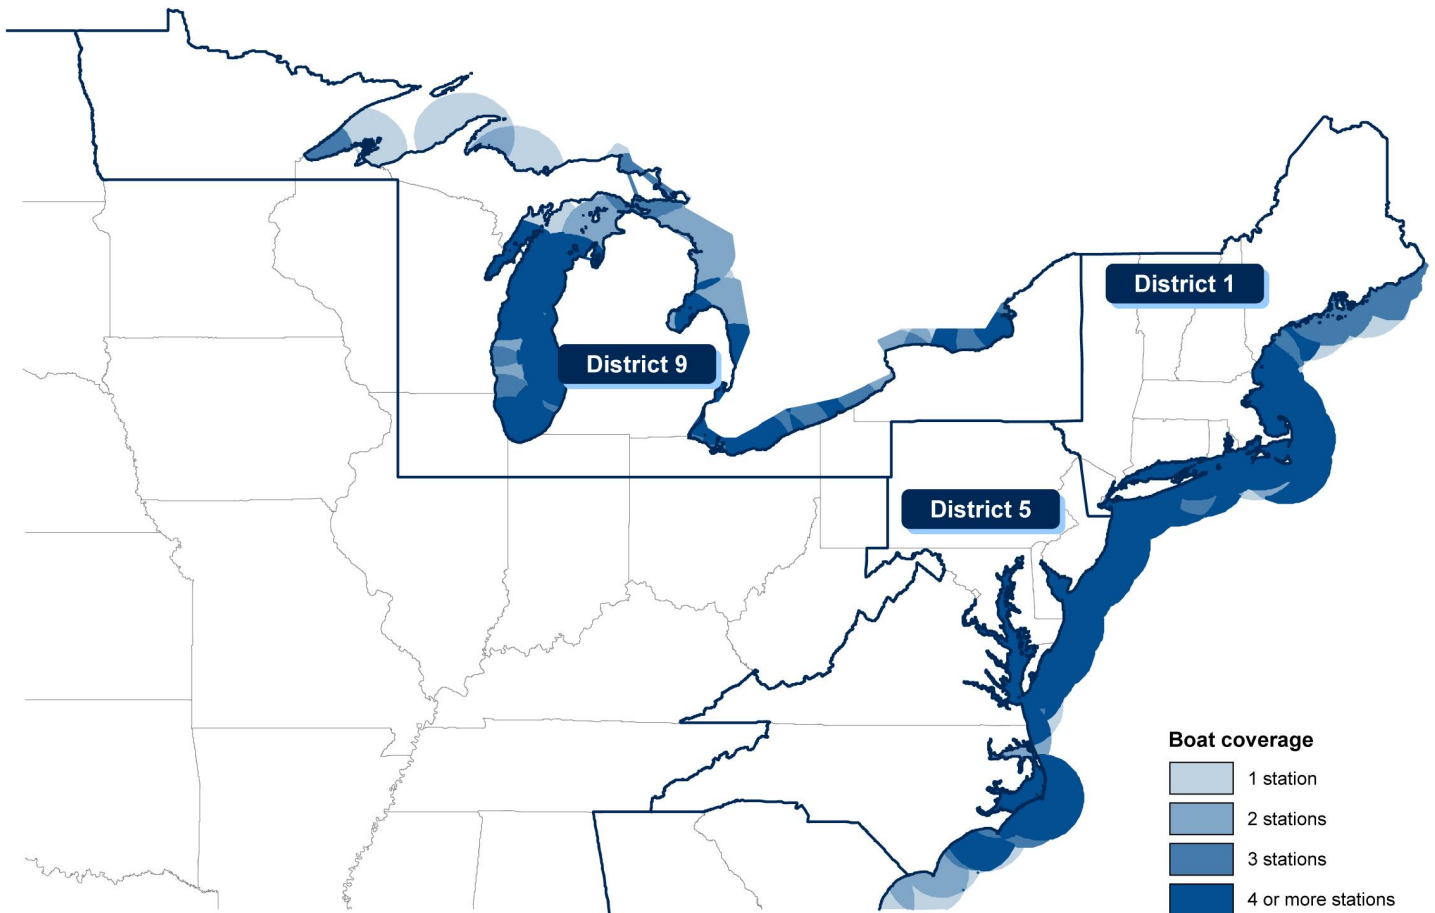 District 1
District 9
District 5
Boat coverage
1 station
2 stations
3 stations
4 or more stations